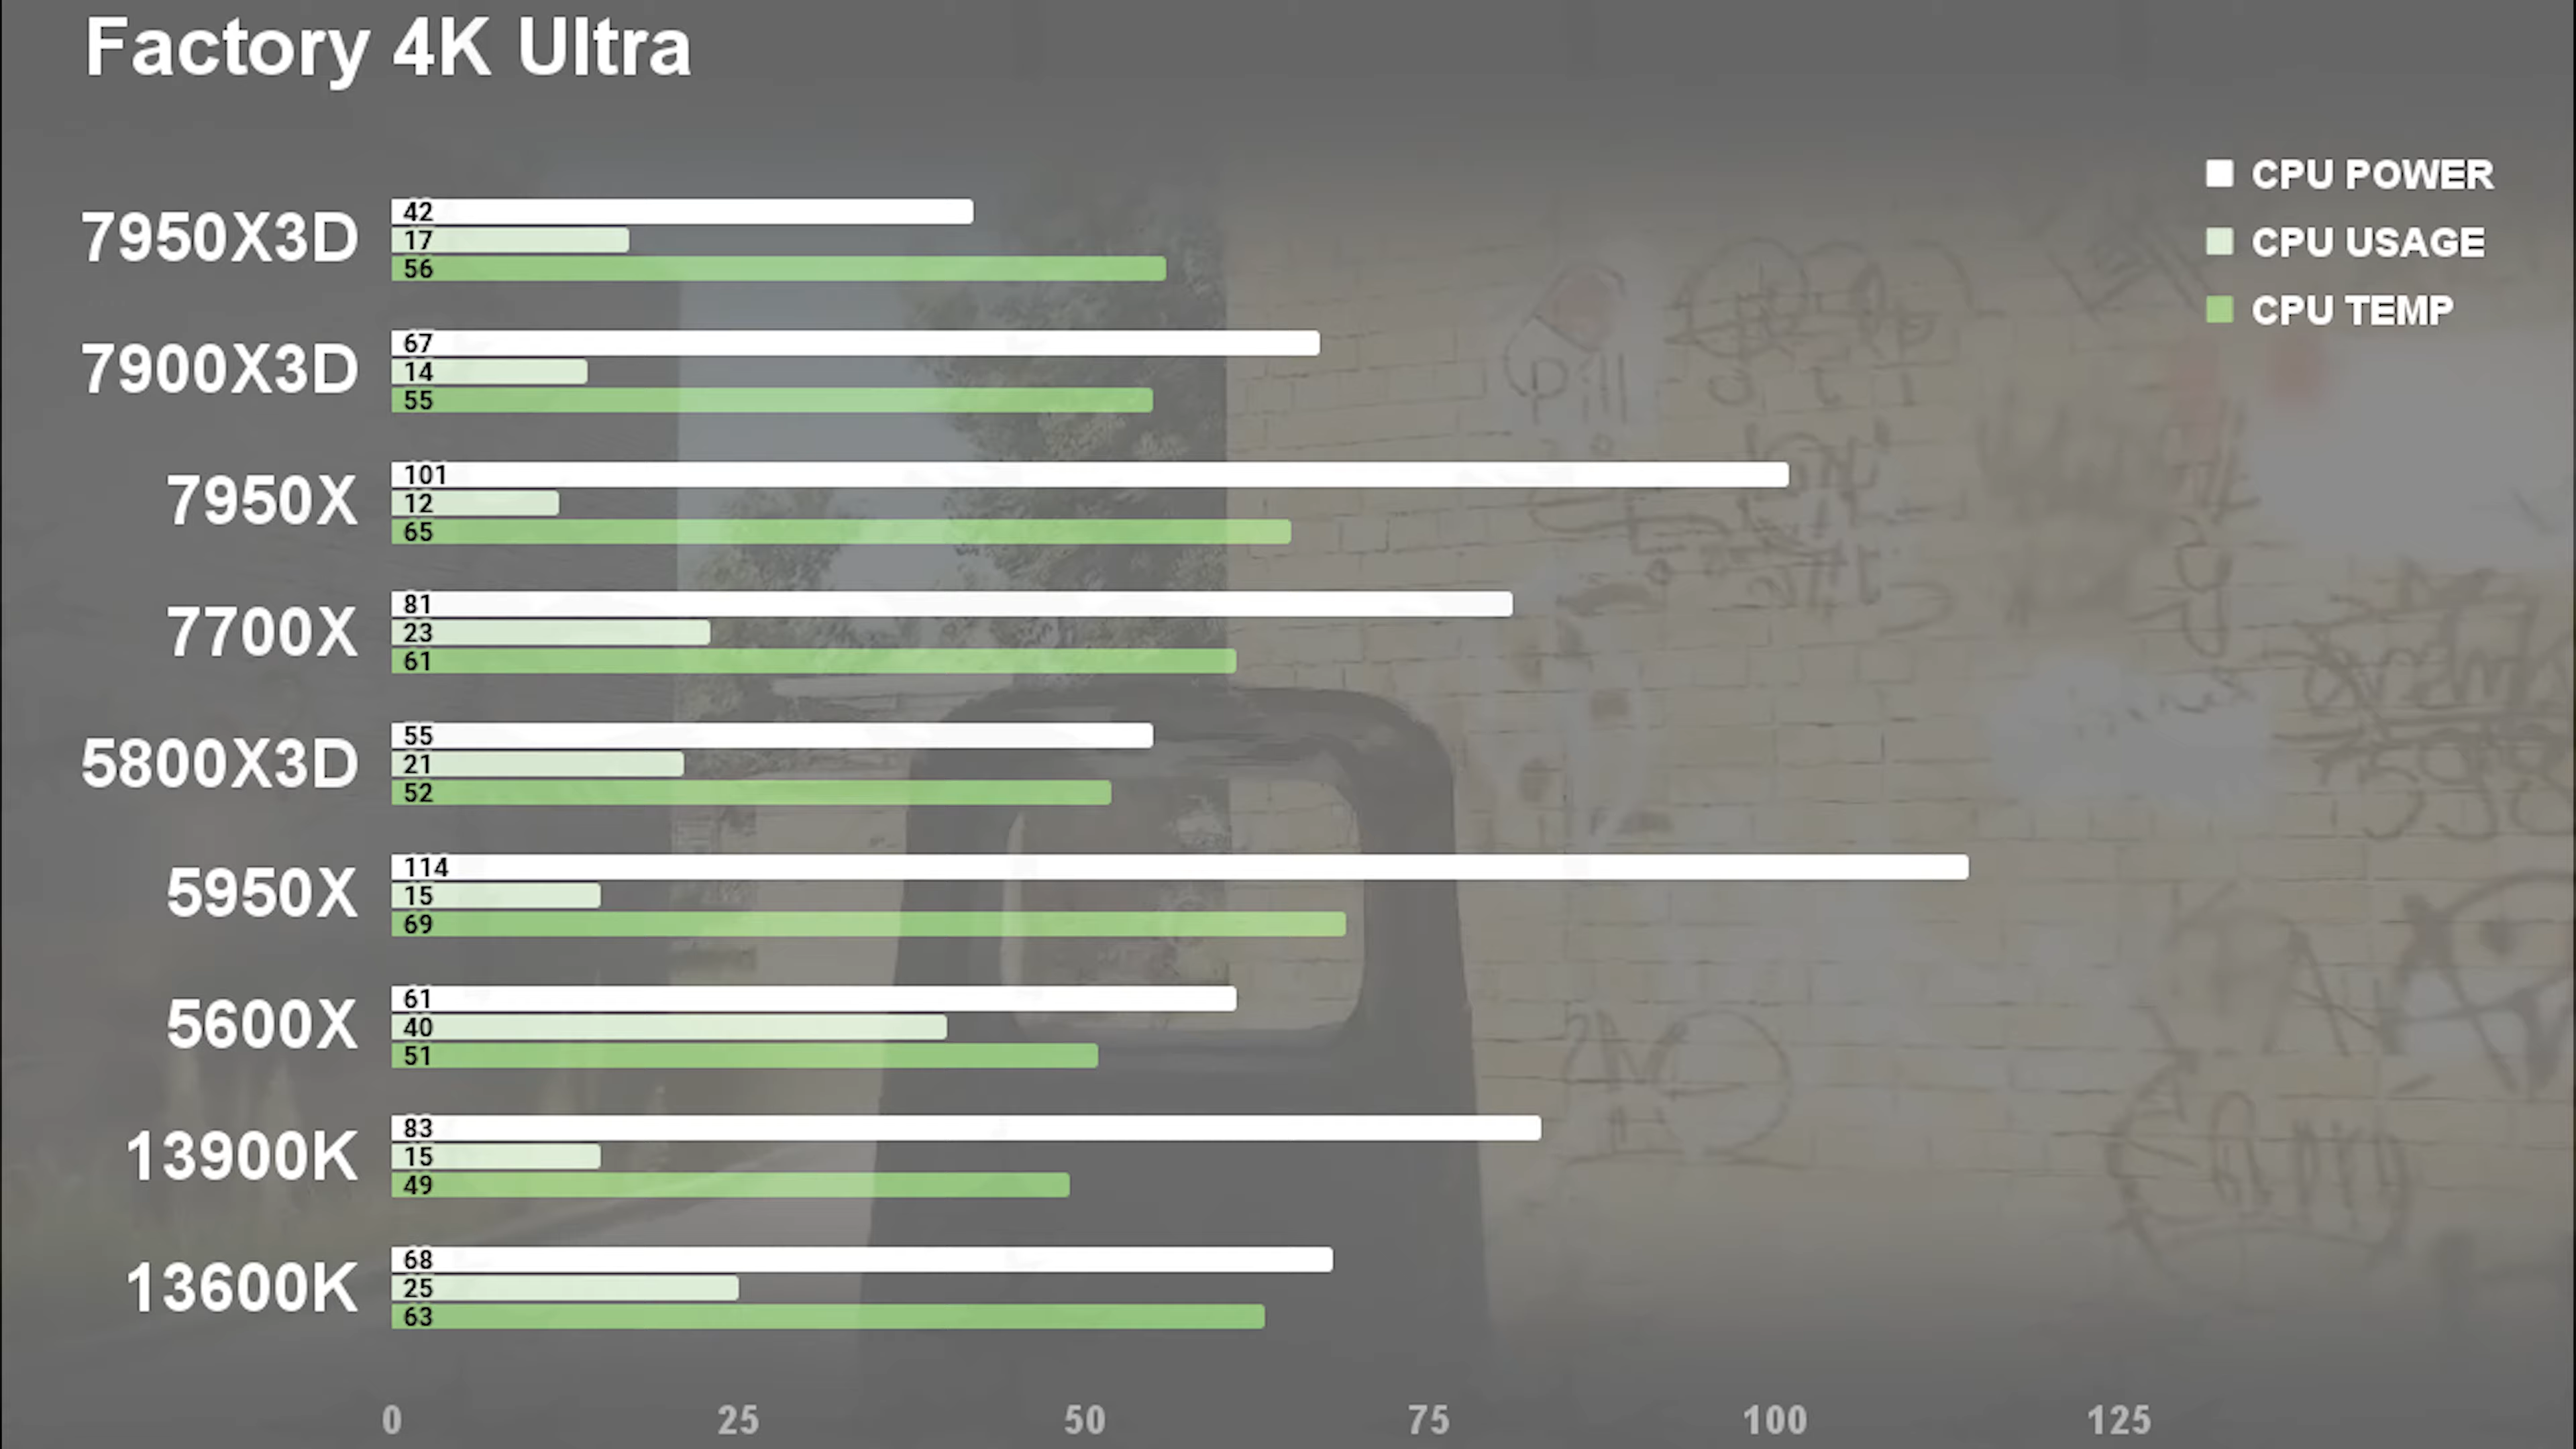 Factory 4K Ultra
CPU POWER
CPU USAGE
CPU TEMP
7950X3D
42
17
56
7900X3D
67
14
55
7950X
101
12
65
7700X
81
23
61
5800X3D
55
21
52
5950X
114
15
69
5600X
61
40
51
13900K
83
15
49
13600K
68
25
63
0 25 50 75 100 125
Pill